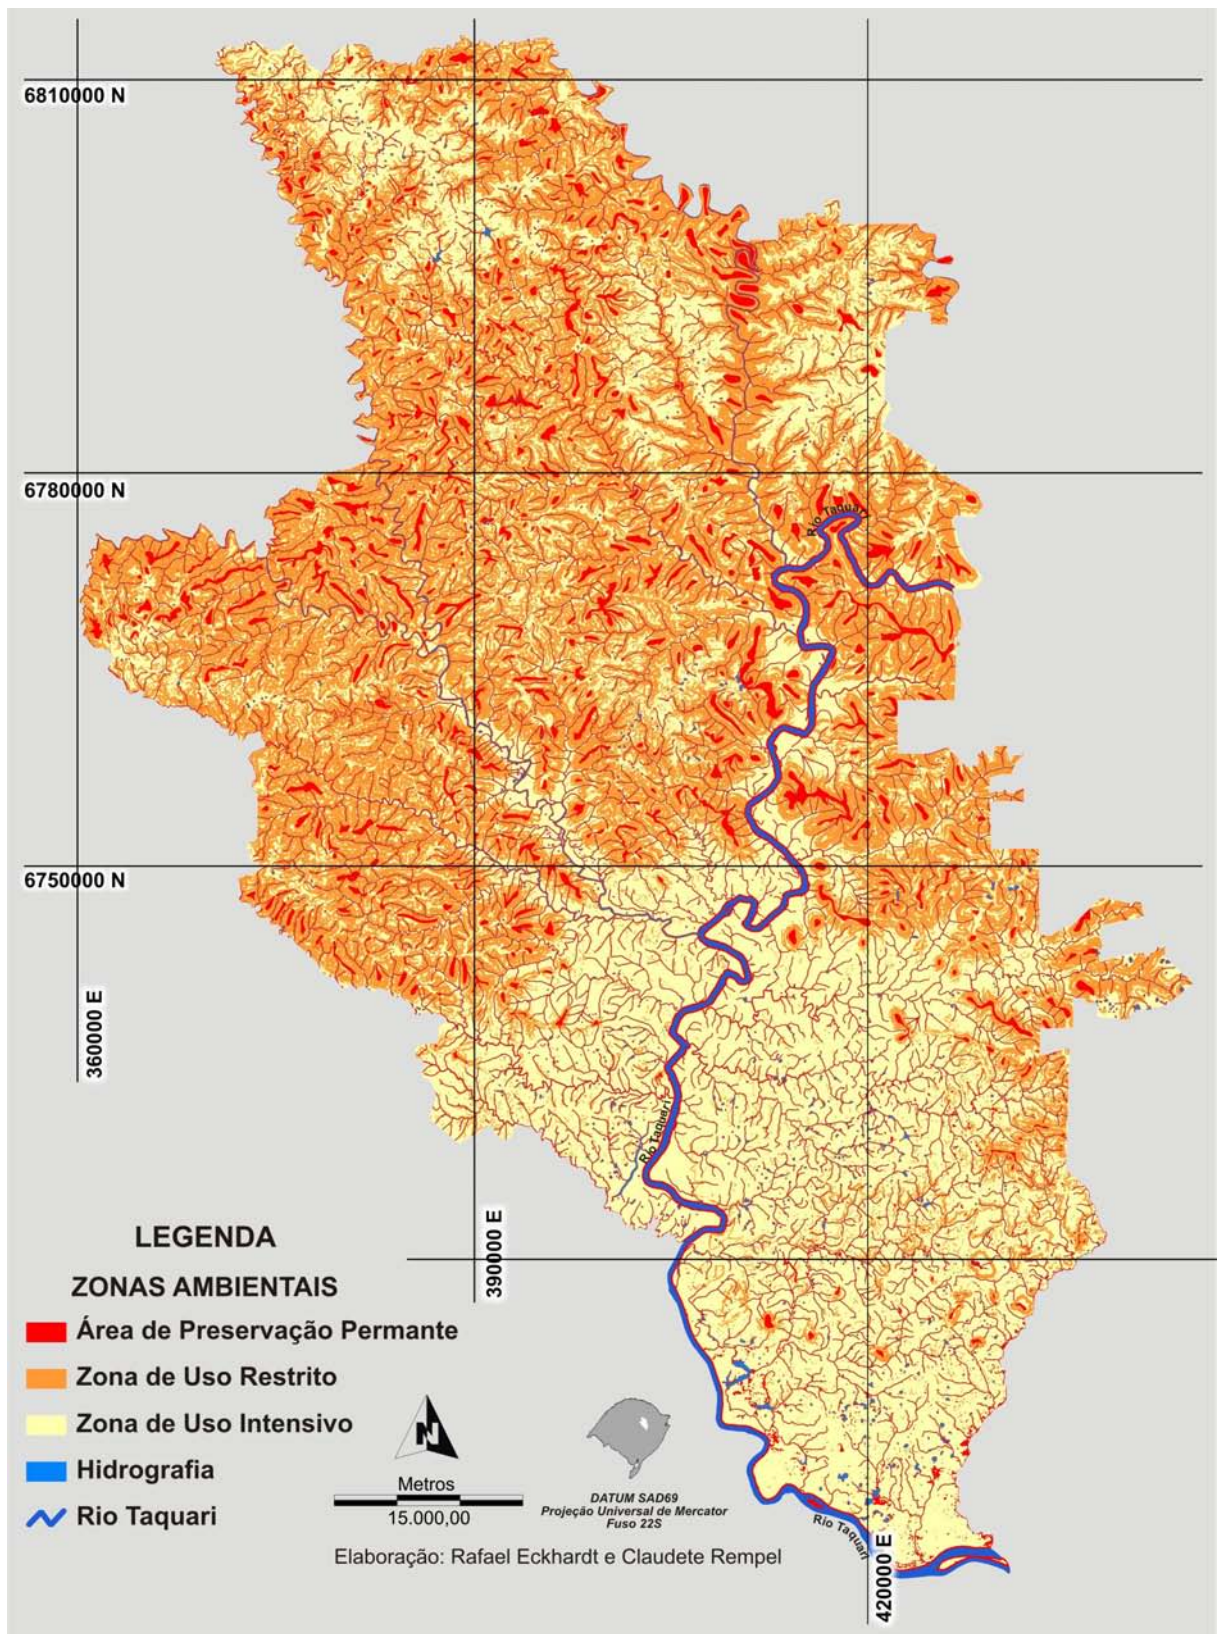 6810000 N
6780000 N
Rio Taquari
6750000 N
360000 E
Rio Taquari
390000 E
LEGENDA
ZONAS AMBIENTAIS
Área de Preservação Permante
Zona de Uso Restrito
Zona de Uso Intensivo
Hidrografia
Rio Taquari
N
Metros
15.000,00
DATUM SAD69
Projeção Universal de Mercator
Fuso 22S
Elaboração: Rafael Eckhardt e Claudete Rempel
Rio Taquari
420000 E